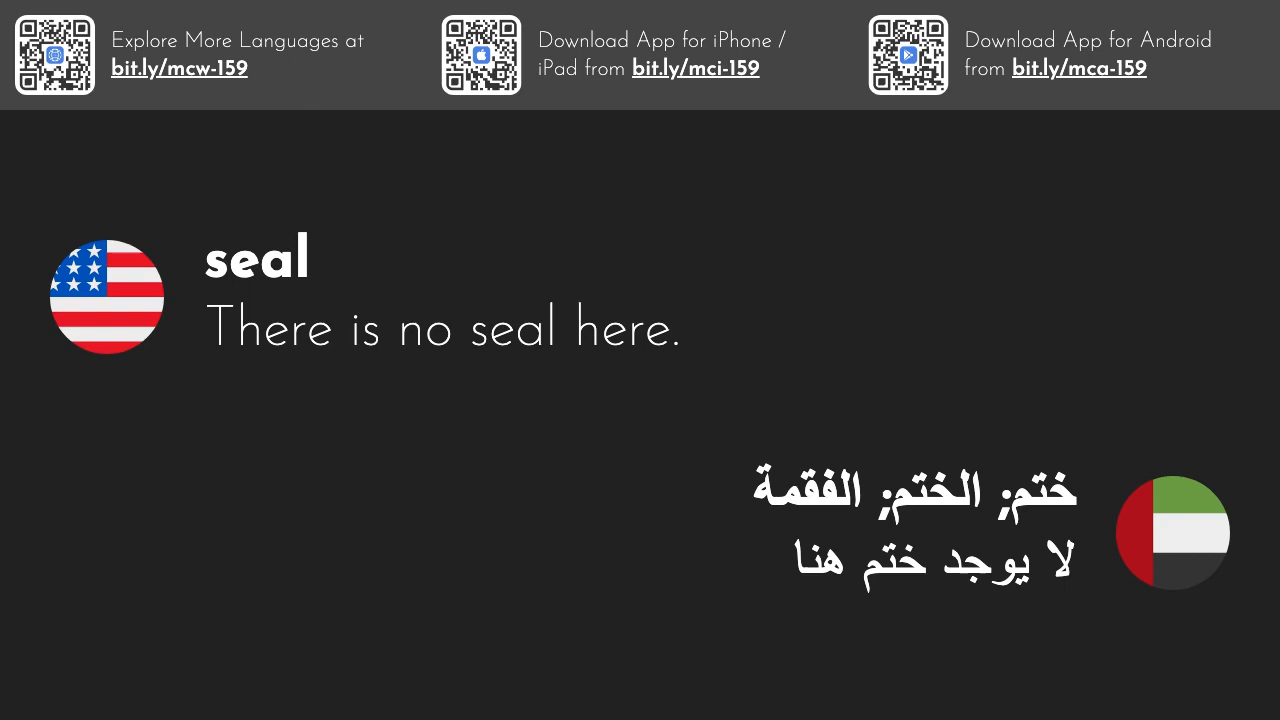 Explore More Languages at
bit.ly/mcw-159
Download App for iPhone /
iPad from bit.ly/mci-159
Download App for Android
from bit.ly/mca-159
seal
There is no seal here.
ختم; الختم; الفقمة
لا يوجد ختم هنا